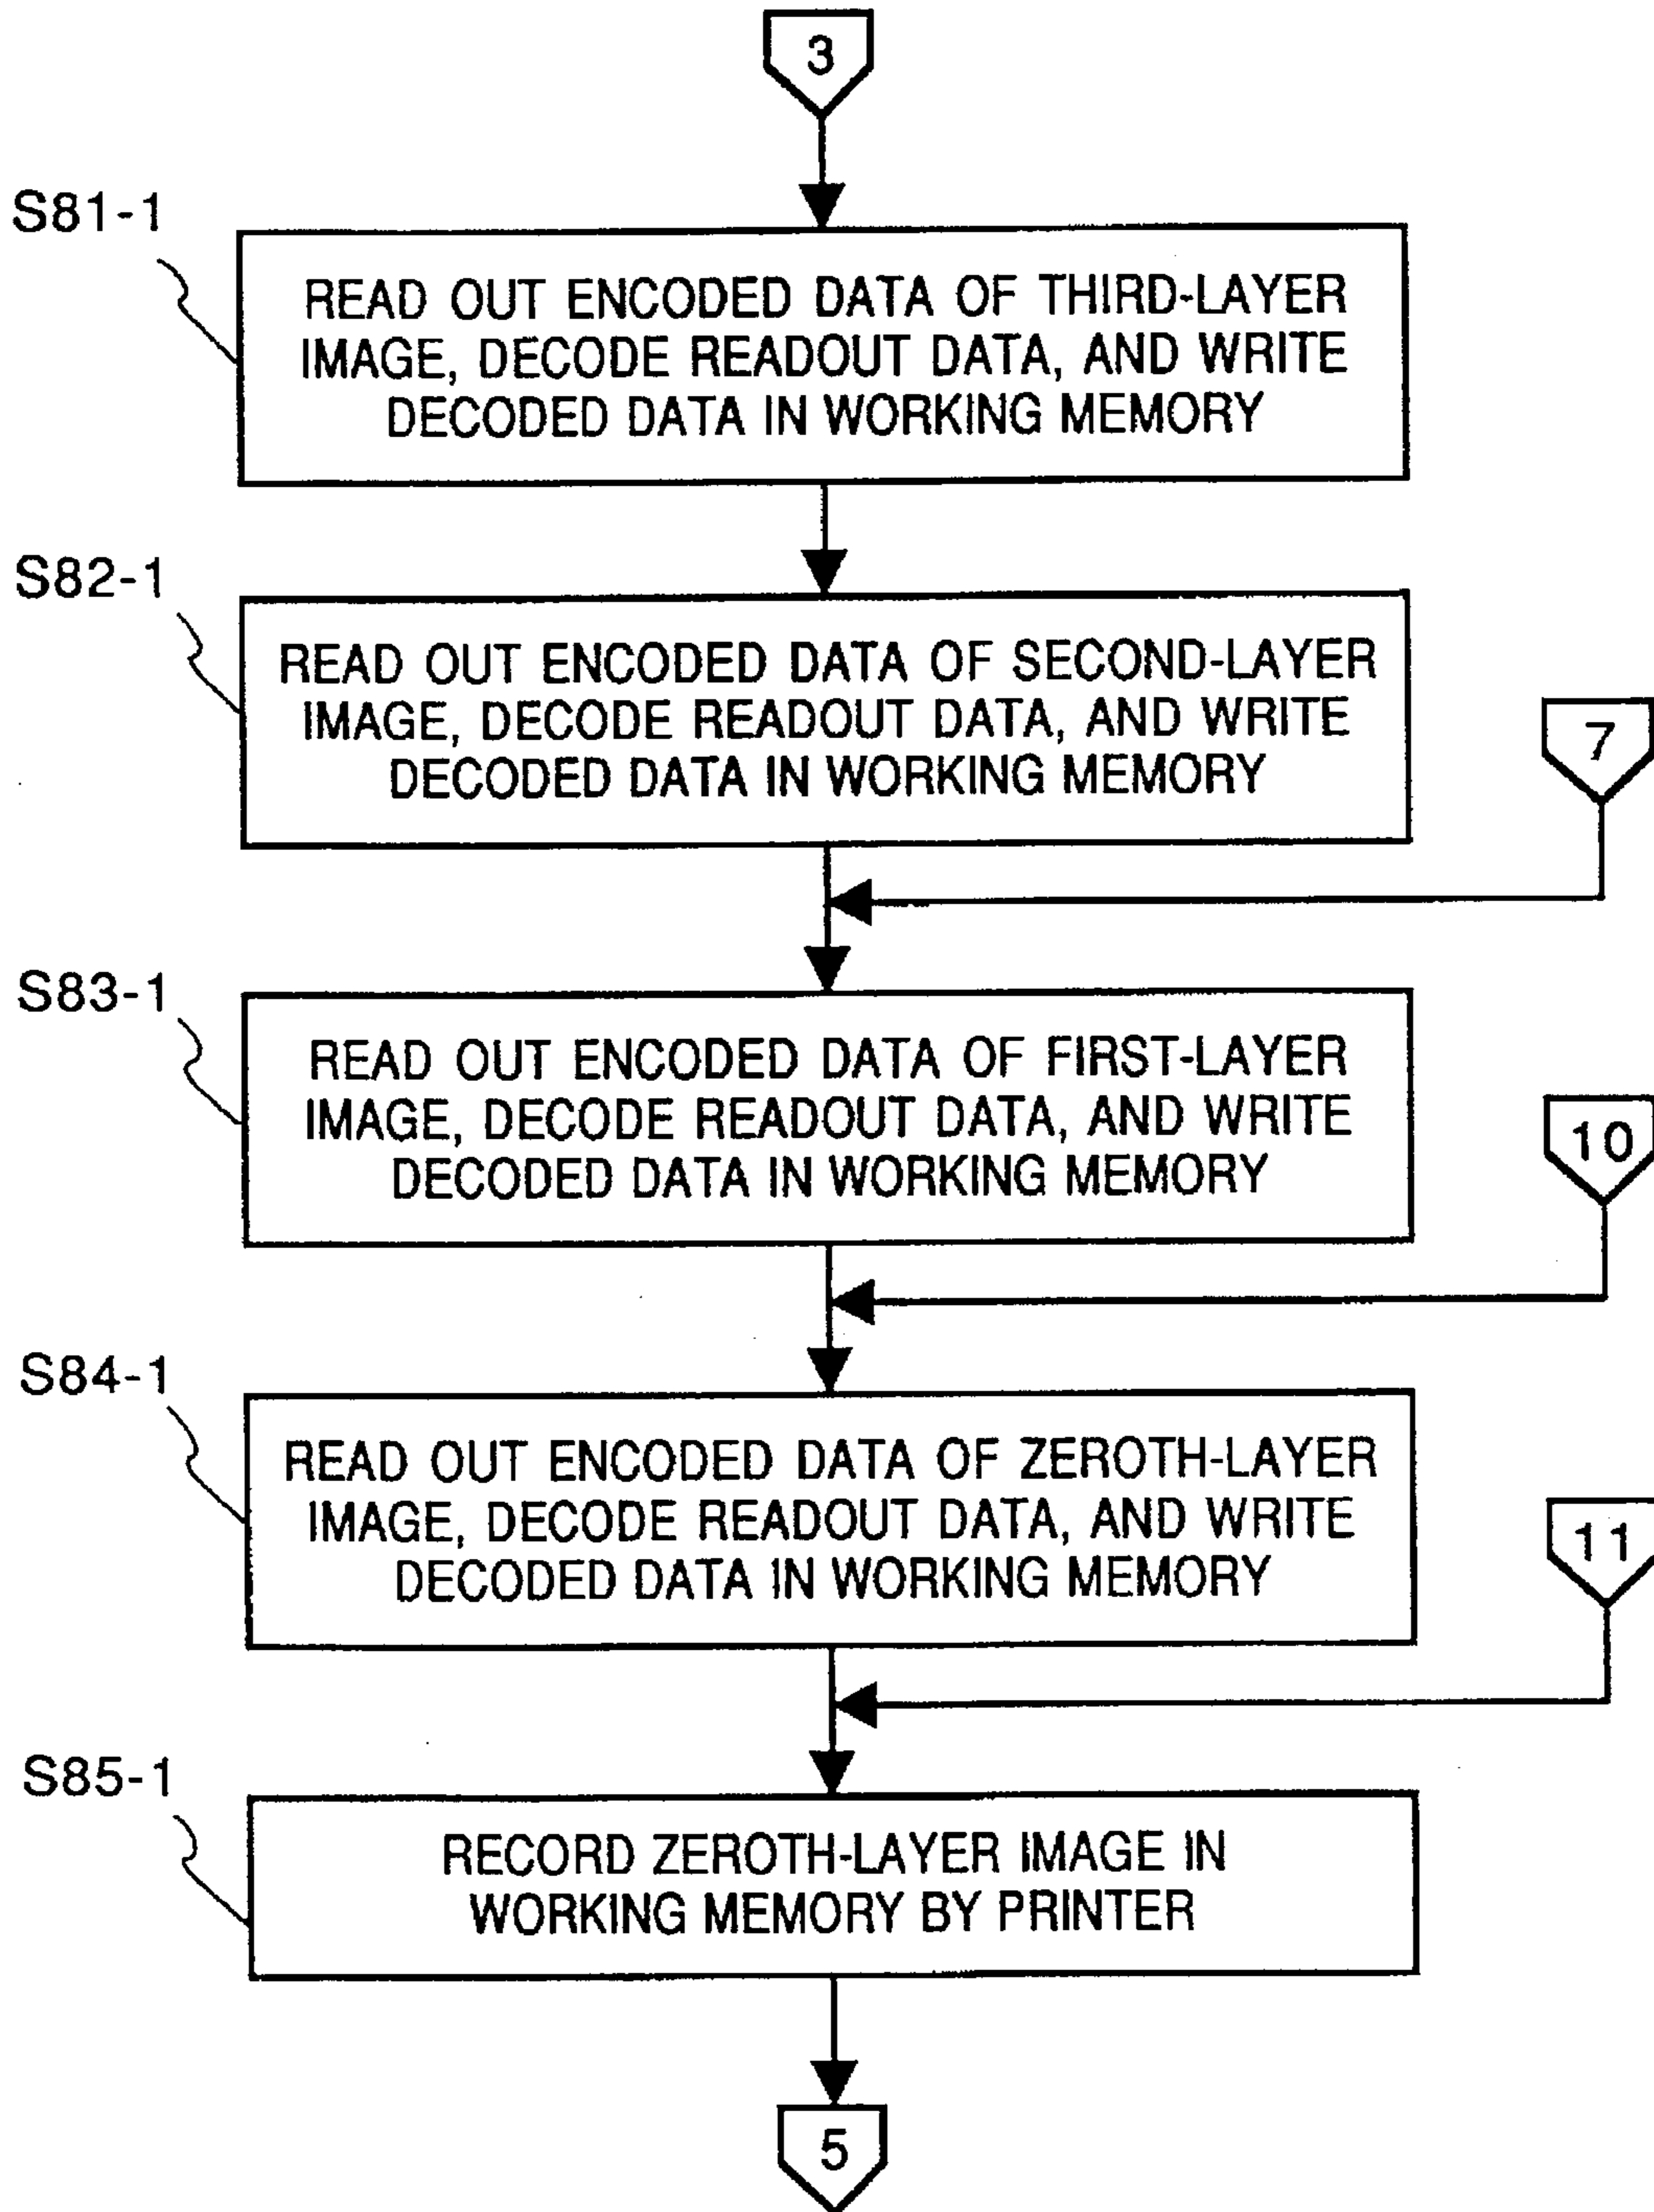 3
S81-1
READ OUT ENCODED DATA OF THIRD-LAYER
IMAGE, DECODE READOUT DATA, AND WRITE
DECODED DATA IN WORKING MEMORY
S82-1
READ OUT ENCODED DATA OF SECOND-LAYER
IMAGE, DECODE READOUT DATA, AND WRITE
DECODED DATA IN WORKING MEMORY
7
S83-1
READ OUT ENCODED DATA OF FIRST-LAYER
IMAGE, DECODE READOUT DATA, AND WRITE
DECODED DATA IN WORKING MEMORY
10
S84-1
READ OUT ENCODED DATA OF ZEROTH-LAYER
IMAGE, DECODE READOUT DATA, AND WRITE
DECODED DATA IN WORKING MEMORY
11
S85-1
RECORD ZEROTH-LAYER IMAGE IN
WORKING MEMORY BY PRINTER
5